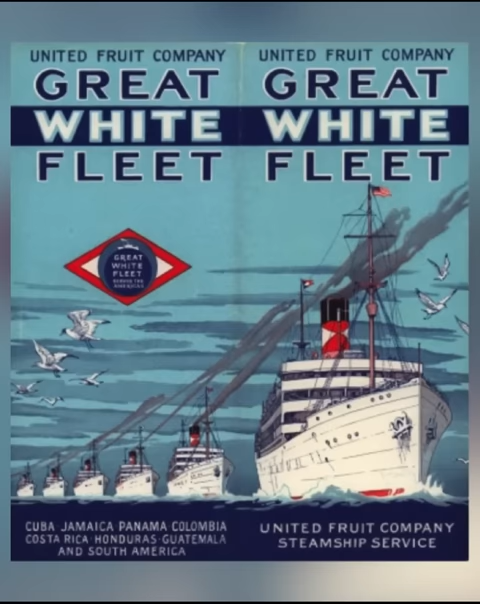 UNITED FRUIT COMPANY
GREAT
WHITE
FLEET
GREAT
WHITE
FLEET
CUBA JAMAICA PANAMA COLOMBIA
COSTA RICA · HONDURAS · GUATEMALA
AND SOUTH AMERICA
UNITED FRUIT COMPANY
GREAT
WHITE
FLEET
UNITED FRUIT COMPANY
STEAMSHIP SERVICE